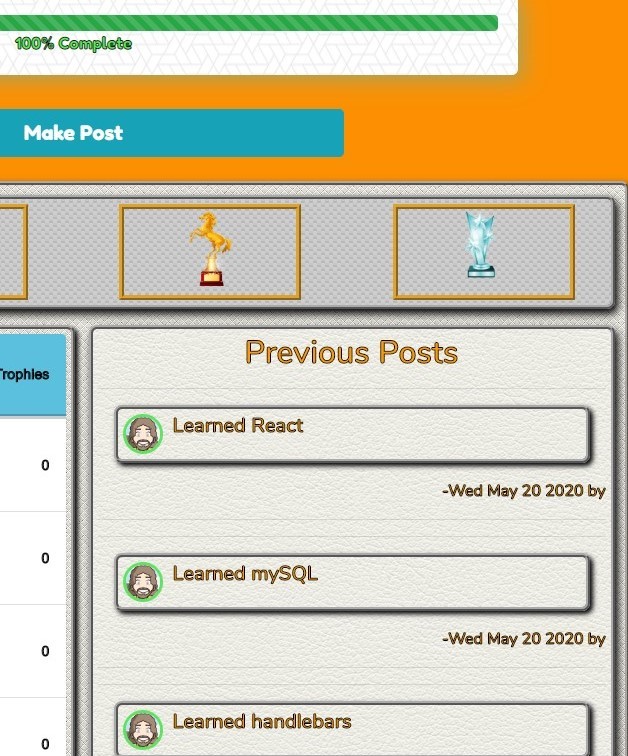 100% Complete
Make Post
Trophies
0
0
0
0
Previous Posts
Learned React
-Wed May 20 2020 by
Learned mySQL
-Wed May 20 2020 by
Learned handlebars